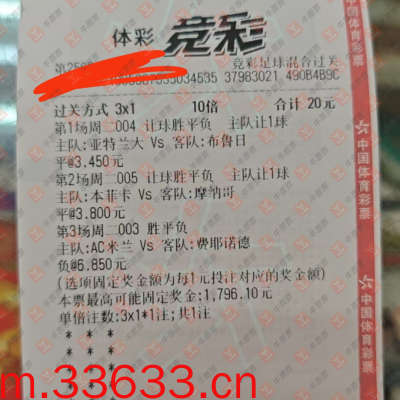 体彩 竞彩
竞彩足球混合过关
37983021 490B4B9C
过关方式 3x1 10倍 合计 20元
第1场周二004 让球胜平负 主队让1球
主队:亚特兰大 Vs 客队:布鲁日
平@3.450元
第2场周二005 让球胜平负 主队让1球
主队:本菲卡 Vs 客队:摩纳哥
平@3.800元
第3场周二003 胜平负
主队:AC米兰 Vs 客队:费耶诺德
负@6.850元
(选项固定奖金额为每1元投注对应的奖金额)
本票最高可能固定奖金:1,796.10元
单倍注数:3x1*1注;共1注
* * *
* * *
* * *
* * *
m.33633.cn
中国体育彩票
中国体育彩票
中国体育彩票